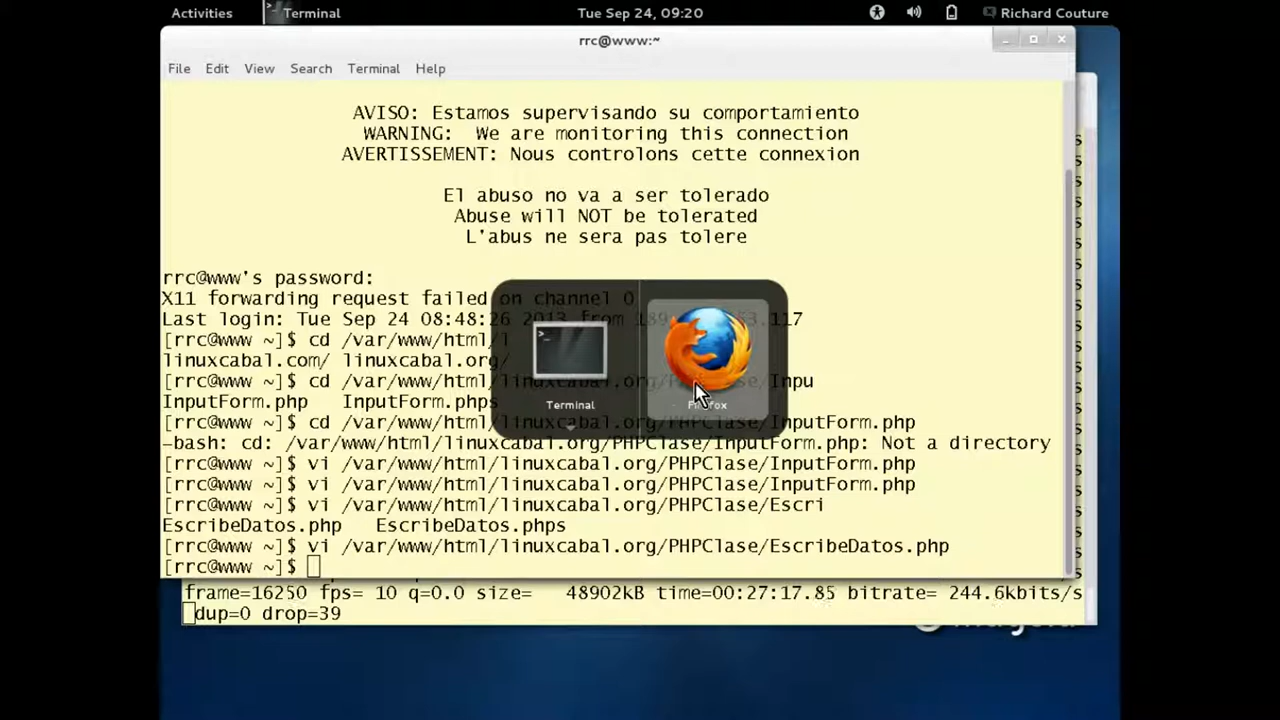 Activities Terminal Tue Sep 24, 09:20 Richard Couture
rrc@www:~
File Edit View Search Terminal Help
AVISO: Estamos supervisando su comportamiento
WARNING: We are monitoring this connection
AVERTISSEMENT: Nous controlons cette connexion
El abuso no va a ser tolerado
Abuse will NOT be tolerated
L'abus ne sera pas tolere
rrc@www's password:
X11 forwarding request failed on channel 0
Last login: Tue Sep 24 08:48:26 2013 from
[rrc@www ~]$ cd /var/www/html/l
linuxcabal.com/ linuxcabal.org/
[rrc@www ~]$ cd /var/www/html/linuxcabal.org/PHPClase/Inpu
InputForm.php InputForm.phps
[rrc@www ~]$ cd /var/www/html/linuxcabal.org/PHPClase/InputForm.php
-bash: cd: /var/www/html/linuxcabal.org/PHPClase/InputForm.php: Not a directory
[rrc@www ~]$ vi /var/www/html/linuxcabal.org/PHPClase/InputForm.php
[rrc@www ~]$ vi /var/www/html/linuxcabal.org/PHPClase/InputForm.php
[rrc@www ~]$ vi /var/www/html/linuxcabal.org/PHPClase/Escri
EscribeDatos.php EscribeDatos.phps
[rrc@www ~]$ vi /var/www/html/linuxcabal.org/PHPClase/EscribeDatos.php
[rrc@www ~]$
Terminal Firefox
frame=16250 fps= 10 q=0.0 size= 48902kB time=00:27:17.85 bitrate= 244.6kbits/s
dup=0 drop=39